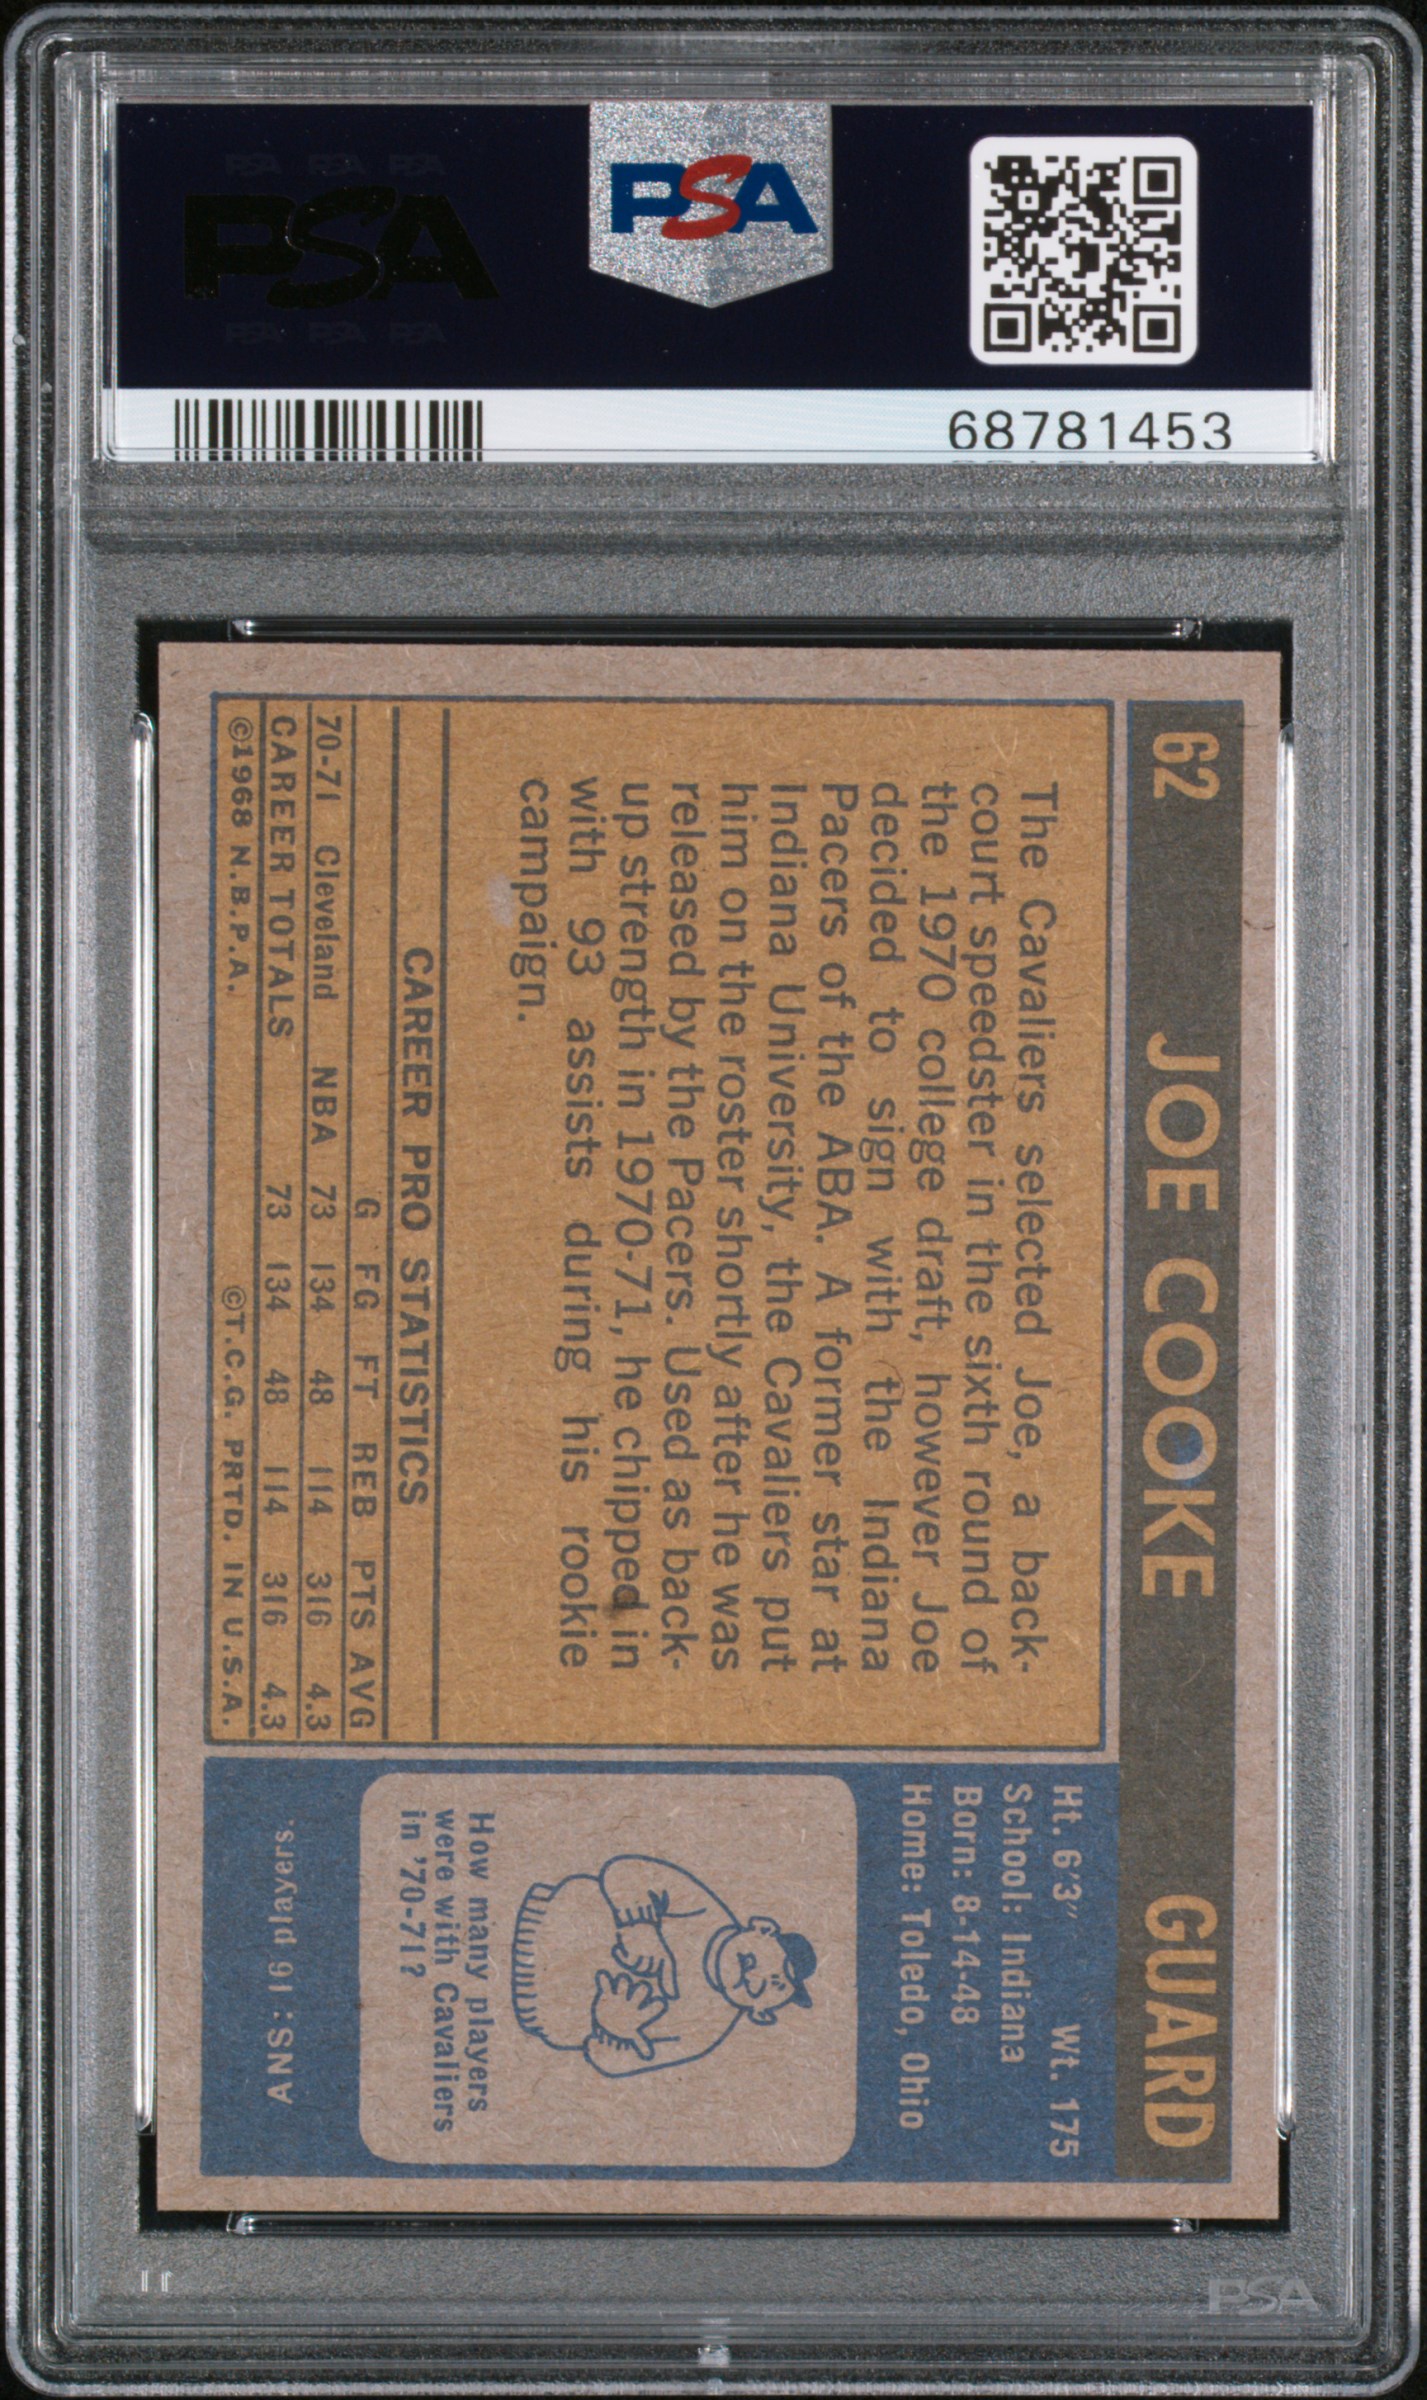 PSA PSA PSA
PSA
PSA PSA PSA
PSA
68781453
62 JOE COOKE GUARD
The Cavaliers selected Joe, a back-
court speedster in the sixth round of
the 1970 college draft, however Joe
decided to sign with the Indiana
Pacers of the ABA. A former star at
Indiana University, the Cavaliers put
him on the roster shortly after he was
released by the Pacers. Used as back-
up strength in 1970-71, he chipped in
with 93 assists during his rookie
campaign.
CAREER PRO STATISTICS
G FG FT REB PTS AVG
70-71 Cleveland NBA 73 134 48 114 316 4.3
CAREER TOTALS 73 134 48 114 316 4.3
©1968 N.B.P.A. ©T.C.G. PRTD. IN U.S.A.
Ht. 6'3" Wt. 175
School: Indiana
Born: 8-14-48
Home: Toledo, Ohio
How many players
were with Cavaliers
in '70-71?
ANS: 16 players.
PSA